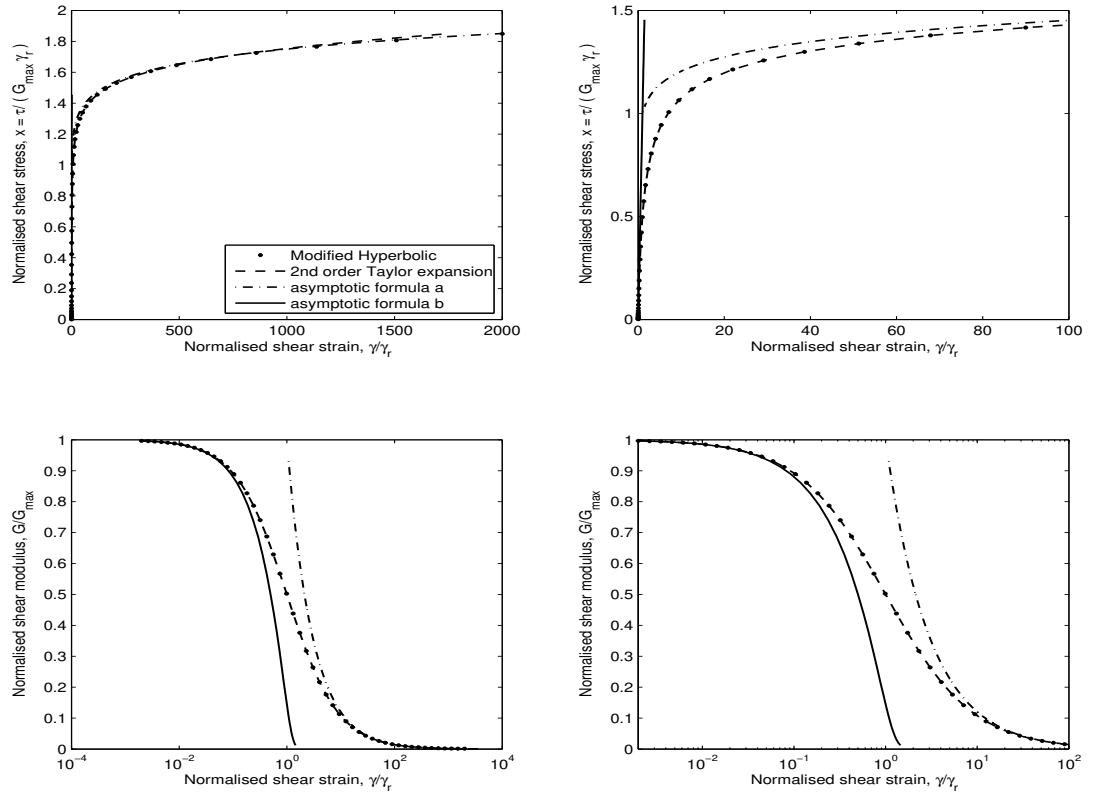 2
1.8
1.6
1.4
1.2
1
0.8
0.6
0.4
0.2
0
Normalised shear stress, x = τ/ ( G_max γ_r )
0 500 1000 1500 2000
Normalised shear strain, γ/γ_r
Modified Hyperbolic
2nd order Taylor expansion
asymptotic formula a
asymptotic formula b
1.5
1
0.5
0
Normalised shear stress, x = τ/ ( G_max γ_r )
0 20 40 60 80 100
Normalised shear strain, γ/γ_r
1
0.9
0.8
0.7
0.6
0.5
0.4
0.3
0.2
0.1
0
Normalised shear modulus, G/G_max
10^−4 10^−2 10^0 10^2 10^4
Normalised shear strain, γ/γ_r
1
0.9
0.8
0.7
0.6
0.5
0.4
0.3
0.2
0.1
0
Normalised shear modulus, G/G_max
10^−2 10^−1 10^0 10^1 10^2
Normalised shear strain, γ/γ_r